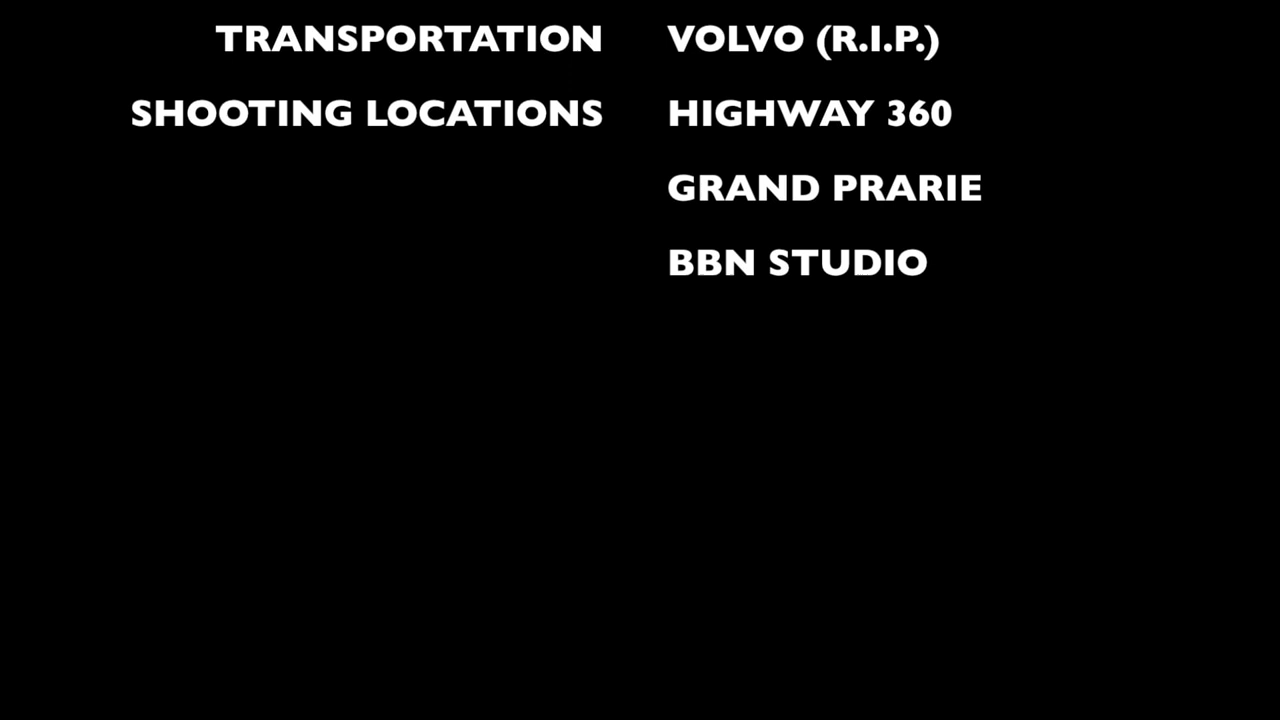 TRANSPORTATION VOLVO (R.I.P.)
SHOOTING LOCATIONS HIGHWAY 360
GRAND PRARIE
BBN STUDIO